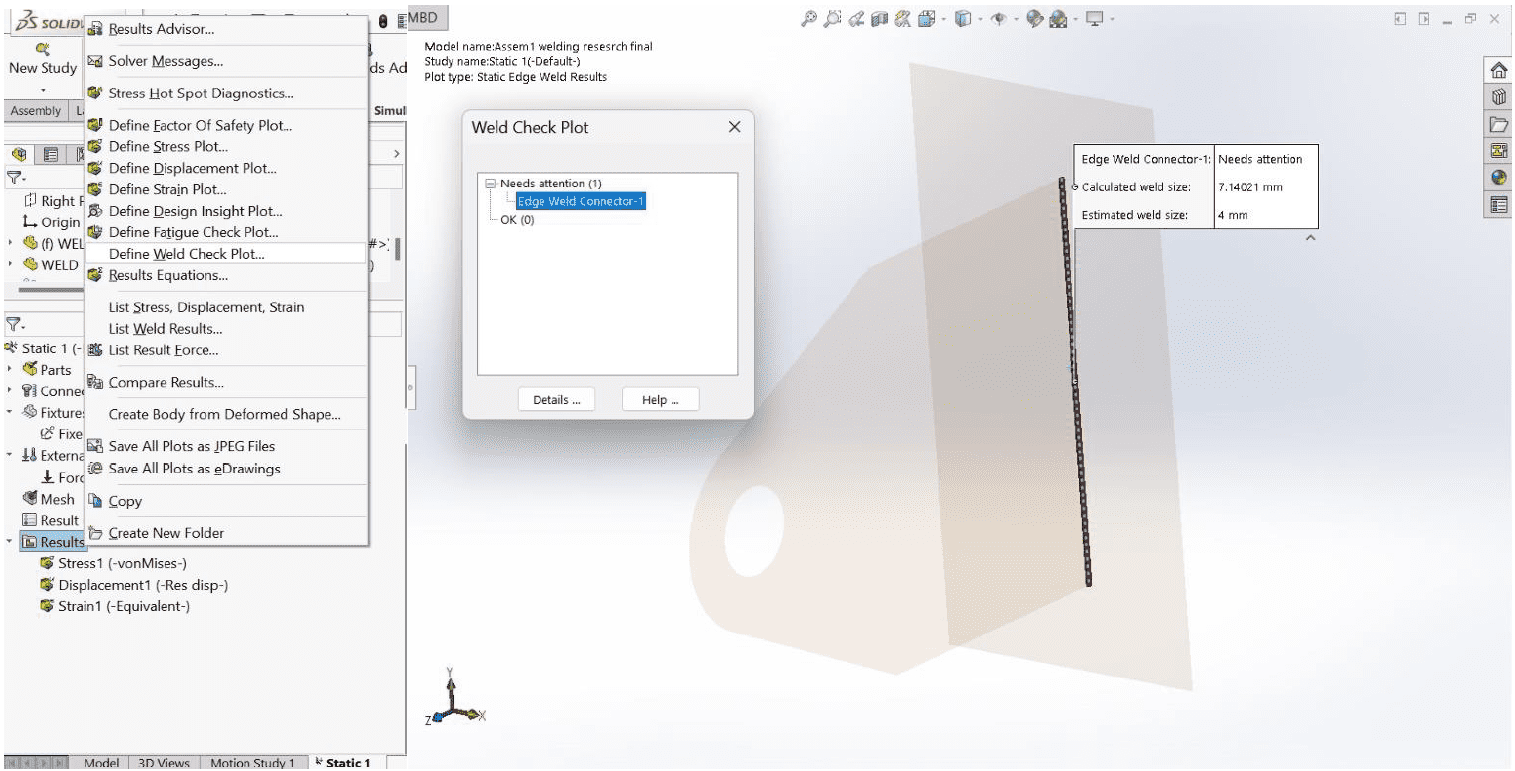 SOLIDW
MBD
New Study
ds Ad
Assembly
L
Simul
Right P
Origin
(f) WEL
#>)
WELD
Static 1 (-
Parts
Connec
Fixtures
Fixe
Externa
Forc
Mesh
Result
Results
Stress1 (-vonMises-)
Displacement1 (-Res disp-)
Strain1 (-Equivalent-)
Results Advisor...
Solver Messages...
Stress Hot Spot Diagnostics...
Define Factor Of Safety Plot...
Define Stress Plot...
Define Displacement Plot...
Define Strain Plot...
Define Design Insight Plot...
Define Fatigue Check Plot...
Define Weld Check Plot...
Results Equations...
List Stress, Displacement, Strain
List Weld Results...
List Result Force...
Compare Results...
Create Body from Deformed Shape...
Save All Plots as JPEG Files
Save All Plots as eDrawings
Copy
Create New Folder
Model name:Assem1 welding resesrch final
Study name:Static 1(-Default-)
Plot type: Static Edge Weld Results
Weld Check Plot
Needs attention (1)
Edge Weld Connector-1
OK (0)
Details ...
Help ...
Edge Weld Connector-1: Needs attention
Calculated weld size: 7.14021 mm
Estimated weld size: 4 mm
Y
Z
X
Model 3D Views Motion Study 1 Static 1